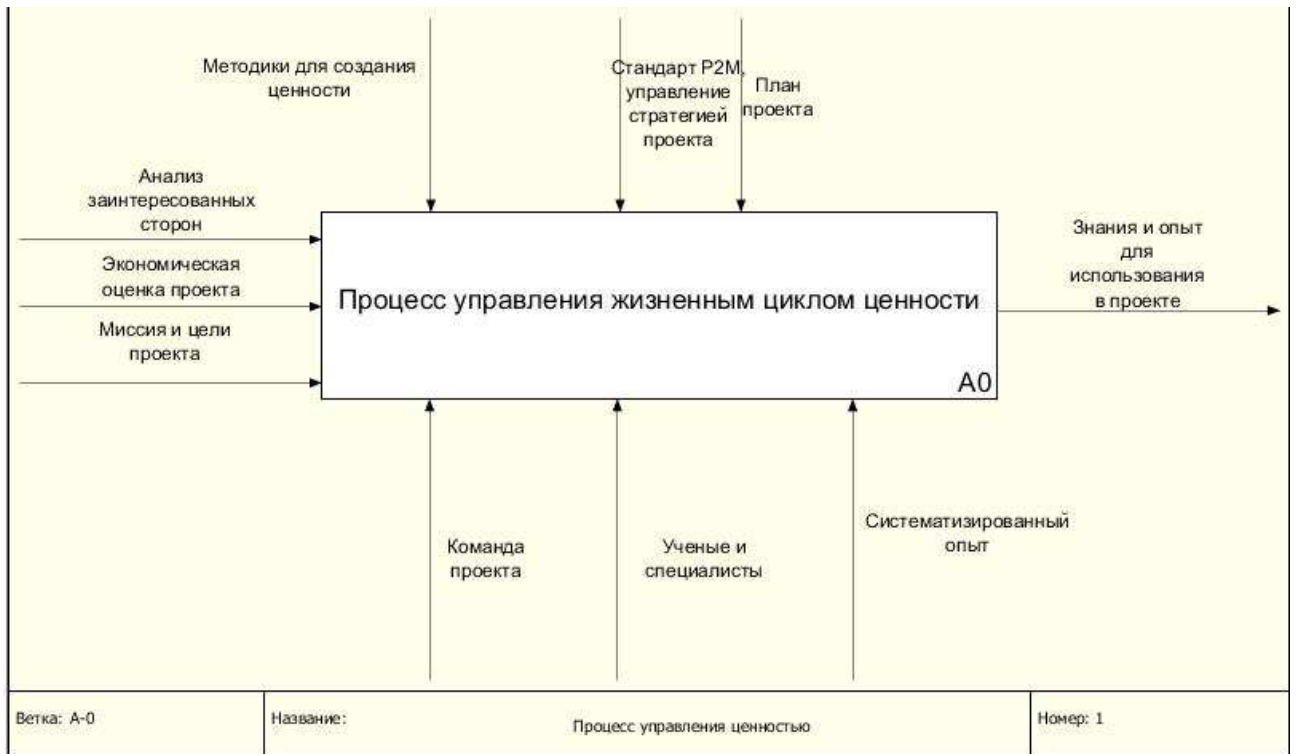 Методики для создания
ценности
Стандарт P2M,
управление
стратегией
проекта
План
проекта
Анализ
заинтересованных
сторон
Экономическая
оценка проекта
Миссия и цели
проекта
Процесс управления жизненным циклом ценности
A0
Знания и опыт
для
использования
в проекте
Команда
проекта
Ученые и
специалисты
Систематизированный
опыт
Ветка: A-0
Название:
Процесс управления ценностью
Номер: 1